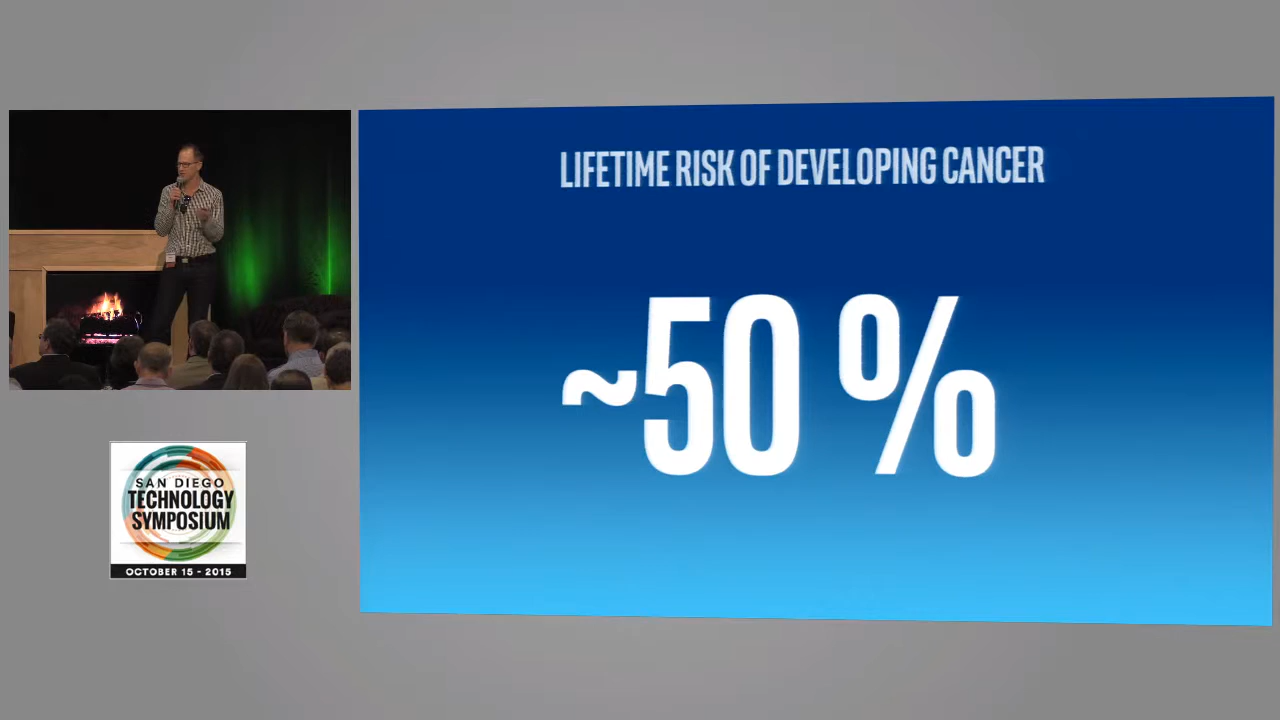 LIFETIME RISK OF DEVELOPING CANCER
~50 %
SAN DIEGO
TECHNOLOGY
SYMPOSIUM
OCTOBER 15 - 2015